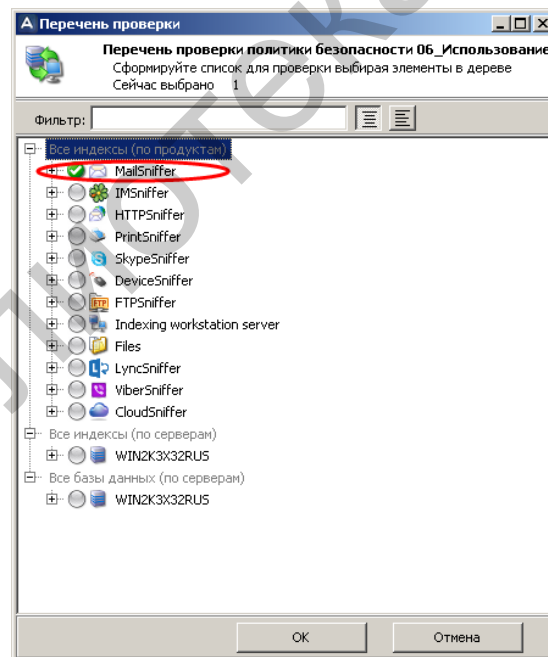 Перечень проверки
Перечень проверки политики безопасности 06_Использование
Сформируйте список для проверки выбирая элементы в дереве
Сейчас выбрано 1
Фильтр:
Все индексы (по продуктам)
MailSniffer
IMSniffer
HTTPSniffer
PrintSniffer
SkypeSniffer
DeviceSniffer
FTPSniffer
Indexing workstation server
Files
LyncSniffer
ViberSniffer
CloudSniffer
Все индексы (по серверам)
WIN2K3X32RUS
Все базы данных (по серверам)
WIN2K3X32RUS
OK
Отмена